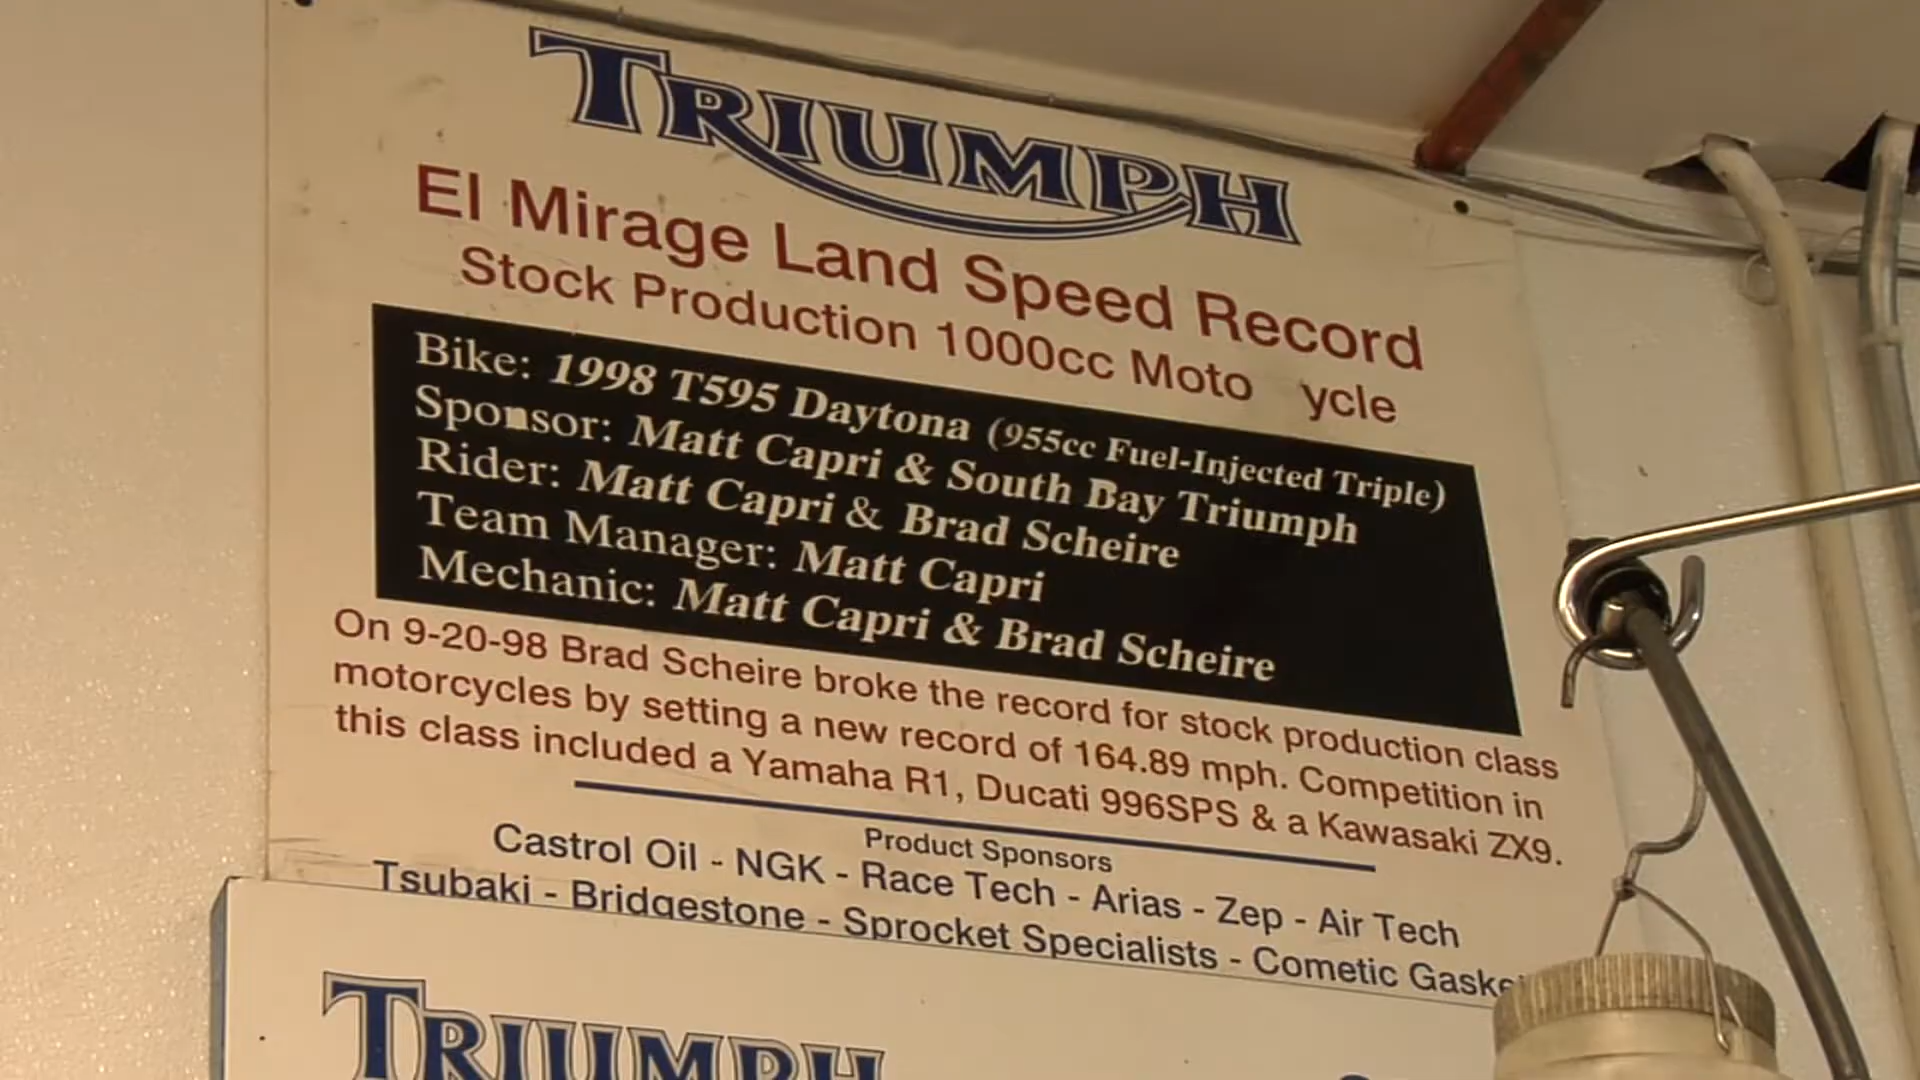 TRIUMPH
El Mirage Land Speed Record
Stock Production 1000cc Moto ycle
Bike: 1998 T595 Daytona (955cc Fuel-Injected Triple)
Sponsor: Matt Capri & South Bay Triumph
Rider: Matt Capri & Brad Scheire
Team Manager: Matt Capri
Mechanic: Matt Capri & Brad Scheire
On 9-20-98 Brad Scheire broke the record for stock production class
motorcycles by setting a new record of 164.89 mph. Competition in
this class included a Yamaha R1, Ducati 996SPS & a Kawasaki ZX9.
Product Sponsors
Castrol Oil - NGK - Race Tech - Arias - Zep - Air Tech
Tsubaki - Bridgestone - Sprocket Specialists - Cometic Gaske
TRIUMPH